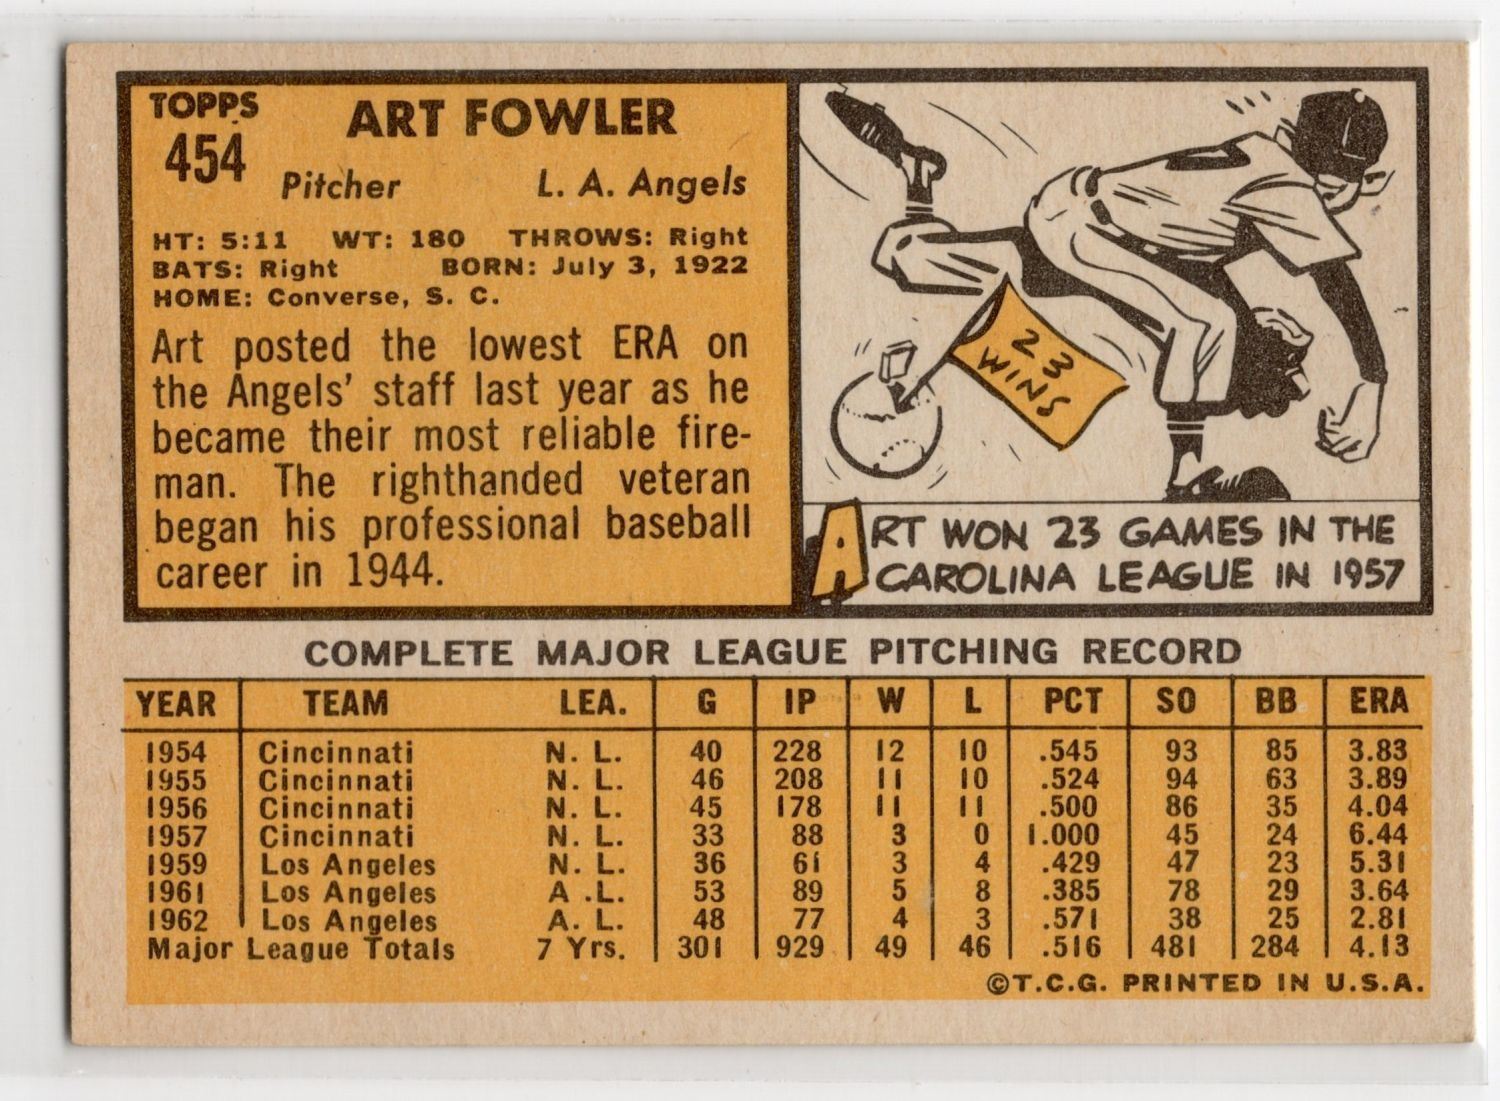 TOPPS
454
ART FOWLER
Pitcher L. A. Angels
HT: 5:11 WT: 180 THROWS: Right
BATS: Right BORN: July 3, 1922
HOME: Converse, S. C.
Art posted the lowest ERA on
the Angels' staff last year as he
became their most reliable fire-
man. The righthanded veteran
began his professional baseball
career in 1944.
23
WINS
ART WON 23 GAMES IN THE
CAROLINA LEAGUE IN 1957
COMPLETE MAJOR LEAGUE PITCHING RECORD
YEAR TEAM LEA. G IP W L PCT SO BB ERA
1954 Cincinnati N. L. 40 228 12 10 .545 93 85 3.83
1955 Cincinnati N. L. 46 208 11 10 .524 94 63 3.89
1956 Cincinnati N. L. 45 178 11 11 .500 86 35 4.04
1957 Cincinnati N. L. 33 88 3 0 1.000 45 24 6.44
1959 Los Angeles N. L. 36 61 3 4 .429 47 23 5.31
1961 Los Angeles A .L. 53 89 5 8 .385 78 29 3.64
1962 Los Angeles A. L. 48 77 4 3 .571 38 25 2.81
Major League Totals 7 Yrs. 301 929 49 46 .516 481 284 4.13
©T.C.G. PRINTED IN U.S.A.